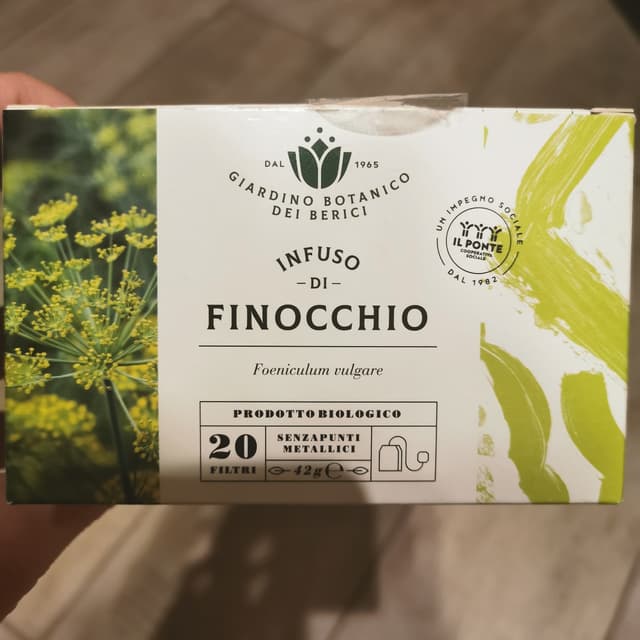 DAL 1965
GIARDINO BOTANICO
DEI BERICI
UN IMPEGNO SOCIALE
IL PONTE
COOPERATIVA
SOCIALE
DAL 1982
INFUSO
-DI-
FINOCCHIO
Foeniculum vulgare
PRODOTTO BIOLOGICO
20
FILTRI
SENZA PUNTI
METALLICI
42g e